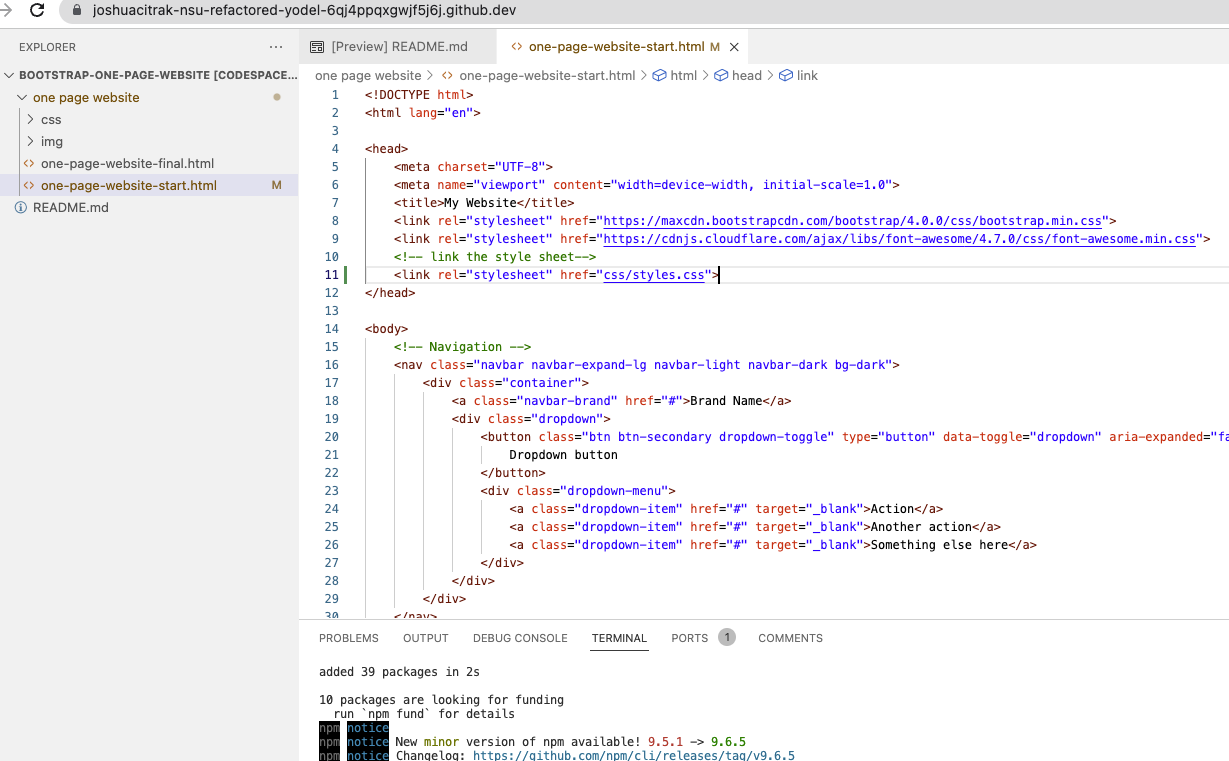 joshuacitrak-nsu-refactored-yodel-6qj4ppqxgwjf5j6j.github.dev
EXPLORER ···
BOOTSTRAP-ONE-PAGE-WEBSITE [CODESPACE...
one page website
css
img
one-page-website-final.html
one-page-website-start.html M
README.md
[Preview] README.md
one-page-website-start.html M
one page website > one-page-website-start.html > html > head > link
1 <!DOCTYPE html>
2 <html lang="en">
3
4 <head>
5 <meta charset="UTF-8">
6 <meta name="viewport" content="width=device-width, initial-scale=1.0">
7 <title>My Website</title>
8 <link rel="stylesheet" href="https://maxcdn.bootstrapcdn.com/bootstrap/4.0.0/css/bootstrap.min.css">
9 <link rel="stylesheet" href="https://cdnjs.cloudflare.com/ajax/libs/font-awesome/4.7.0/css/font-awesome.min.css">
10 <!-- link the style sheet-->
11 <link rel="stylesheet" href="css/styles.css">
12 </head>
13
14 <body>
15 <!-- Navigation -->
16 <nav class="navbar navbar-expand-lg navbar-light navbar-dark bg-dark">
17 <div class="container">
18 <a class="navbar-brand" href="#">Brand Name</a>
19 <div class="dropdown">
20 <button class="btn btn-secondary dropdown-toggle" type="button" data-toggle="dropdown" aria-expanded="fa
21 Dropdown button
22 </button>
23 <div class="dropdown-menu">
24 <a class="dropdown-item" href="#" target="_blank">Action</a>
25 <a class="dropdown-item" href="#" target="_blank">Another action</a>
26 <a class="dropdown-item" href="#" target="_blank">Something else here</a>
27 </div>
28 </div>
29 </div>
30 </nav>
PROBLEMS OUTPUT DEBUG CONSOLE TERMINAL PORTS 1 COMMENTS
added 39 packages in 2s
10 packages are looking for funding
run `npm fund` for details
npm notice
npm notice New minor version of npm available! 9.5.1 -> 9.6.5
npm notice Changelog: https://github.com/npm/cli/releases/tag/v9.6.5